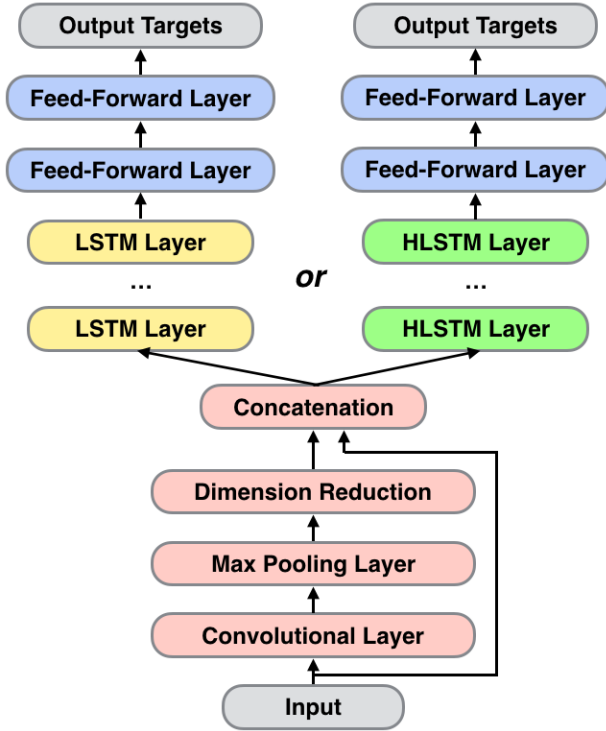 Output Targets
Output Targets
Feed-Forward Layer
Feed-Forward Layer
Feed-Forward Layer
Feed-Forward Layer
LSTM Layer
HLSTM Layer
...
or
...
LSTM Layer
HLSTM Layer
Concatenation
Dimension Reduction
Max Pooling Layer
Convolutional Layer
Input